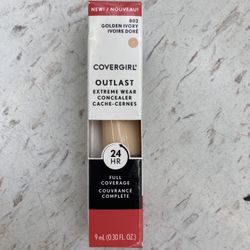 NEW! / NOUVEAU!
802
GOLDEN IVORY
IVOIRE DORÉ
COVERGIRL
OUTLAST
EXTREME WEAR
CONCEALER
CACHE-CERNES
24
HR
FULL
COVERAGE
COUVRANCE
COMPLÈTE
9 mL (0.30 FL. OZ.)